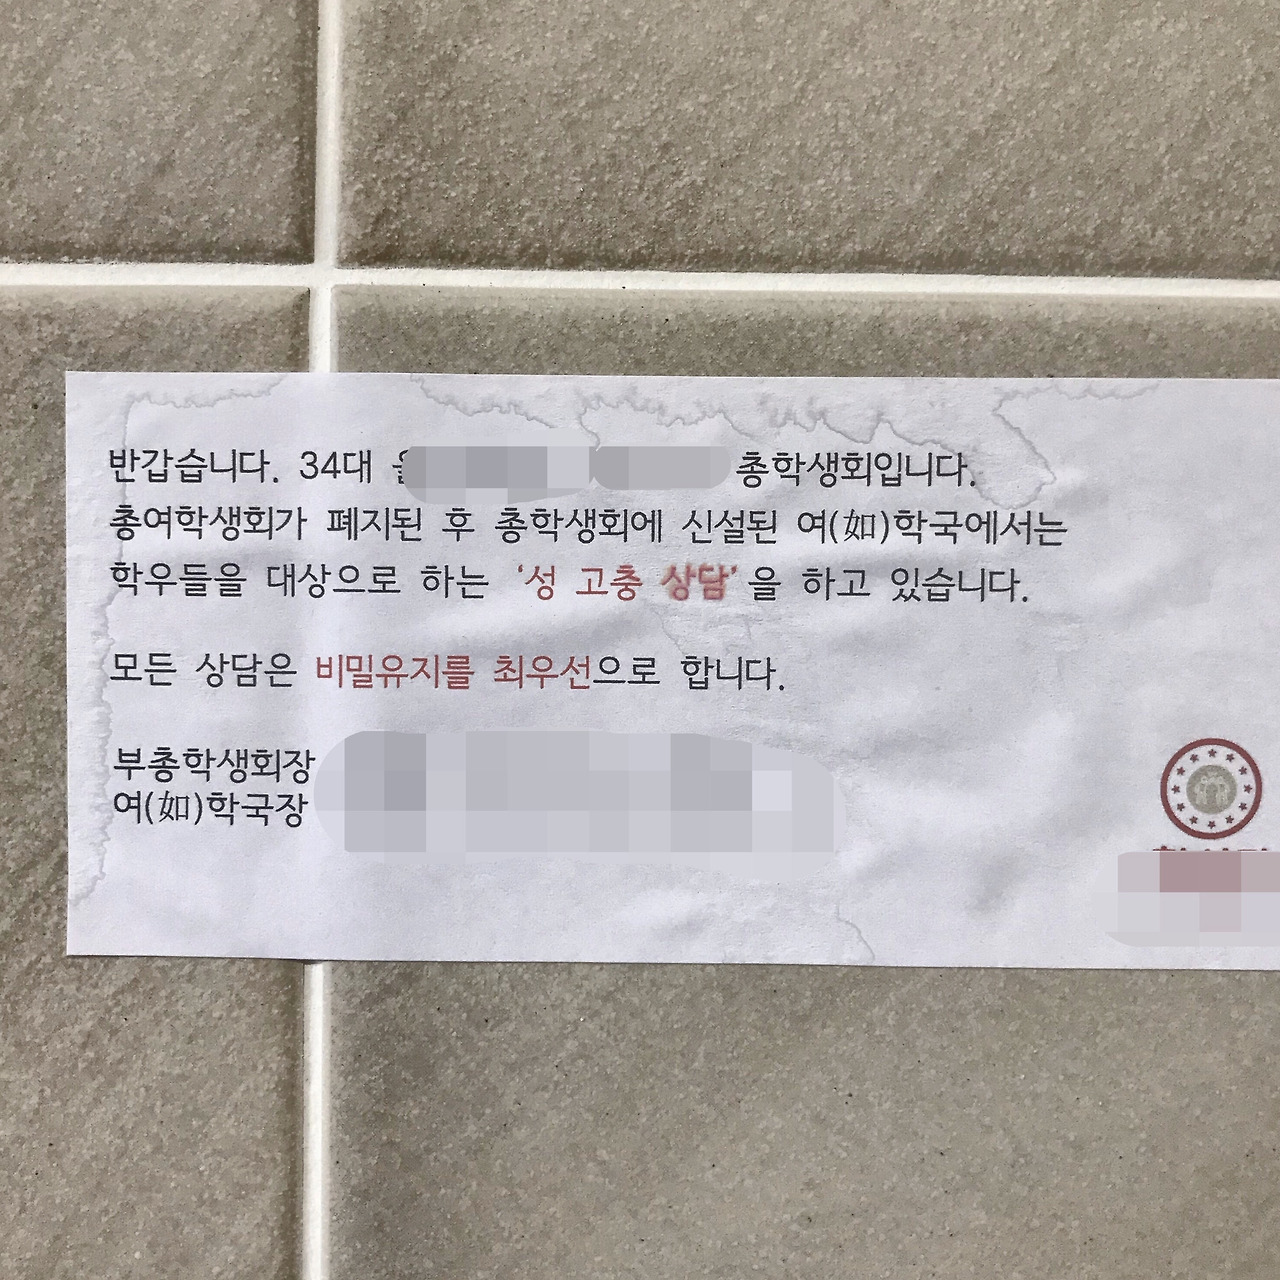 반갑습니다. 34대 총학생회입니다.
총여학생회가 폐지된 후 총학생회에 신설된 여(如)학국에서는
학우들을 대상으로 하는 ‘성 고충 상담’을 하고 있습니다.
모든 상담은 비밀유지를 최우선으로 합니다.
부총학생회장
여(如)학국장